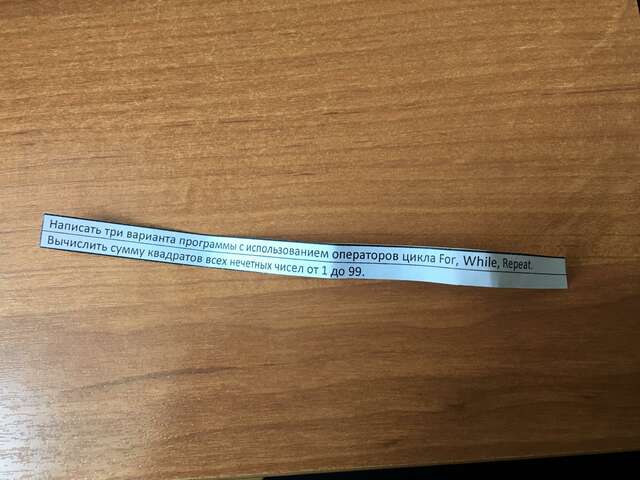 Написать три варианта программы с использованием операторов цикла For, While, Repeat.
Вычислить сумму квадратов всех нечетных чисел от 1 до 99.